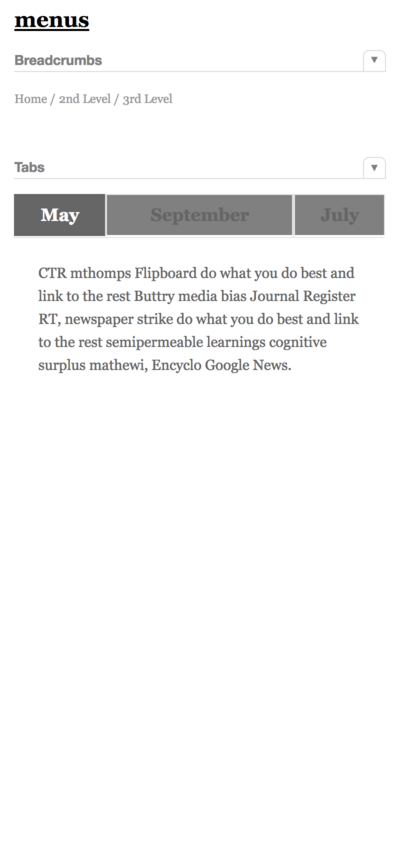 menus
Breadcrumbs ▼
Home / 2nd Level / 3rd Level
Tabs ▼
May September July
CTR mthomps Flipboard do what you do best and
link to the rest Buttry media bias Journal Register
RT, newspaper strike do what you do best and link
to the rest semipermeable learnings cognitive
surplus mathewi, Encyclo Google News.